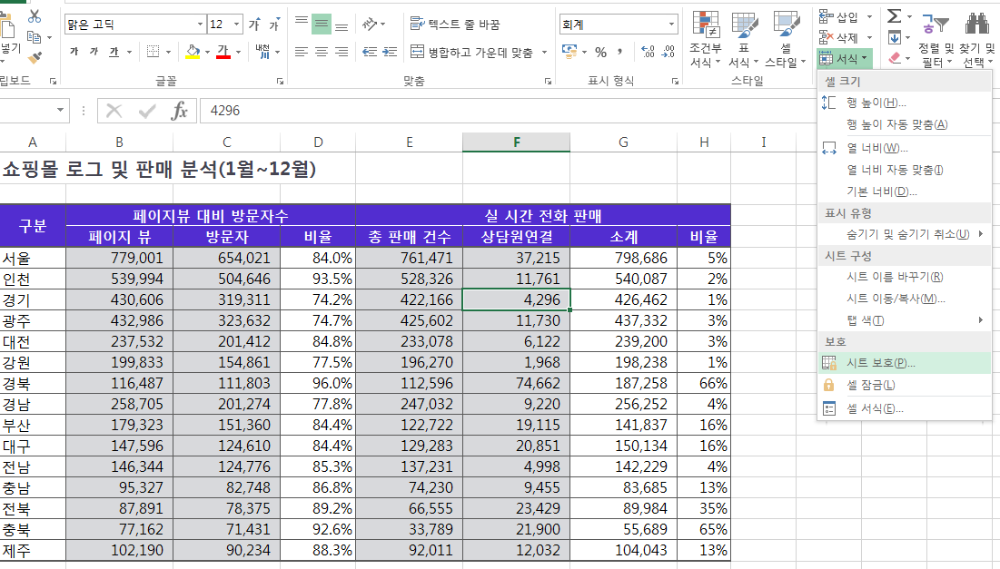 맑은 고딕 12 가 가 텍스트 줄 바꿈 회계 삽입
넣기 가 가 가 내천 병합하고 가운데 맞춤 % , 조건부 서식 표 서식 셀 스타일 삭제 정렬 및 필터 찾기 및 선택
서식
립보드 글꼴 맞춤 표시 형식 스타일
셀 크기
행 높이(H)...
행 높이 자동 맞춤(A)
열 너비(W)...
열 너비 자동 맞춤(I)
기본 너비(D)...
표시 유형
숨기기 및 숨기기 취소(U)
시트 구성
시트 이름 바꾸기(R)
시트 이동/복사(M)...
탭 색(T)
보호
시트 보호(P)...
셀 잠금(L)
셀 서식(E)...
fx 4296
A B C D E F G H I
쇼핑몰 로그 및 판매 분석(1월~12월)
구분 페이지뷰 대비 방문자수 실 시간 전화 판매
페이지 뷰 방문자 비율 총 판매 건수 상담원연결 소계 비율
서울 779,001 654,021 84.0% 761,471 37,215 798,686 5%
인천 539,994 504,646 93.5% 528,326 11,761 540,087 2%
경기 430,606 319,311 74.2% 422,166 4,296 426,462 1%
광주 432,986 323,632 74.7% 425,602 11,730 437,332 3%
대전 237,532 201,412 84.8% 233,078 6,122 239,200 3%
강원 199,833 154,861 77.5% 196,270 1,968 198,238 1%
경북 116,487 111,803 96.0% 112,596 74,662 187,258 66%
경남 258,705 201,274 77.8% 247,032 9,220 256,252 4%
부산 179,323 151,360 84.4% 122,722 19,115 141,837 16%
대구 147,596 124,610 84.4% 129,283 20,851 150,134 16%
전남 146,344 124,776 85.3% 137,231 4,998 142,229 4%
충남 95,327 82,748 86.8% 74,230 9,455 83,685 13%
전북 87,891 78,375 89.2% 66,555 23,429 89,984 35%
충북 77,162 71,431 92.6% 33,789 21,900 55,689 65%
제주 102,190 90,234 88.3% 92,011 12,032 104,043 13%